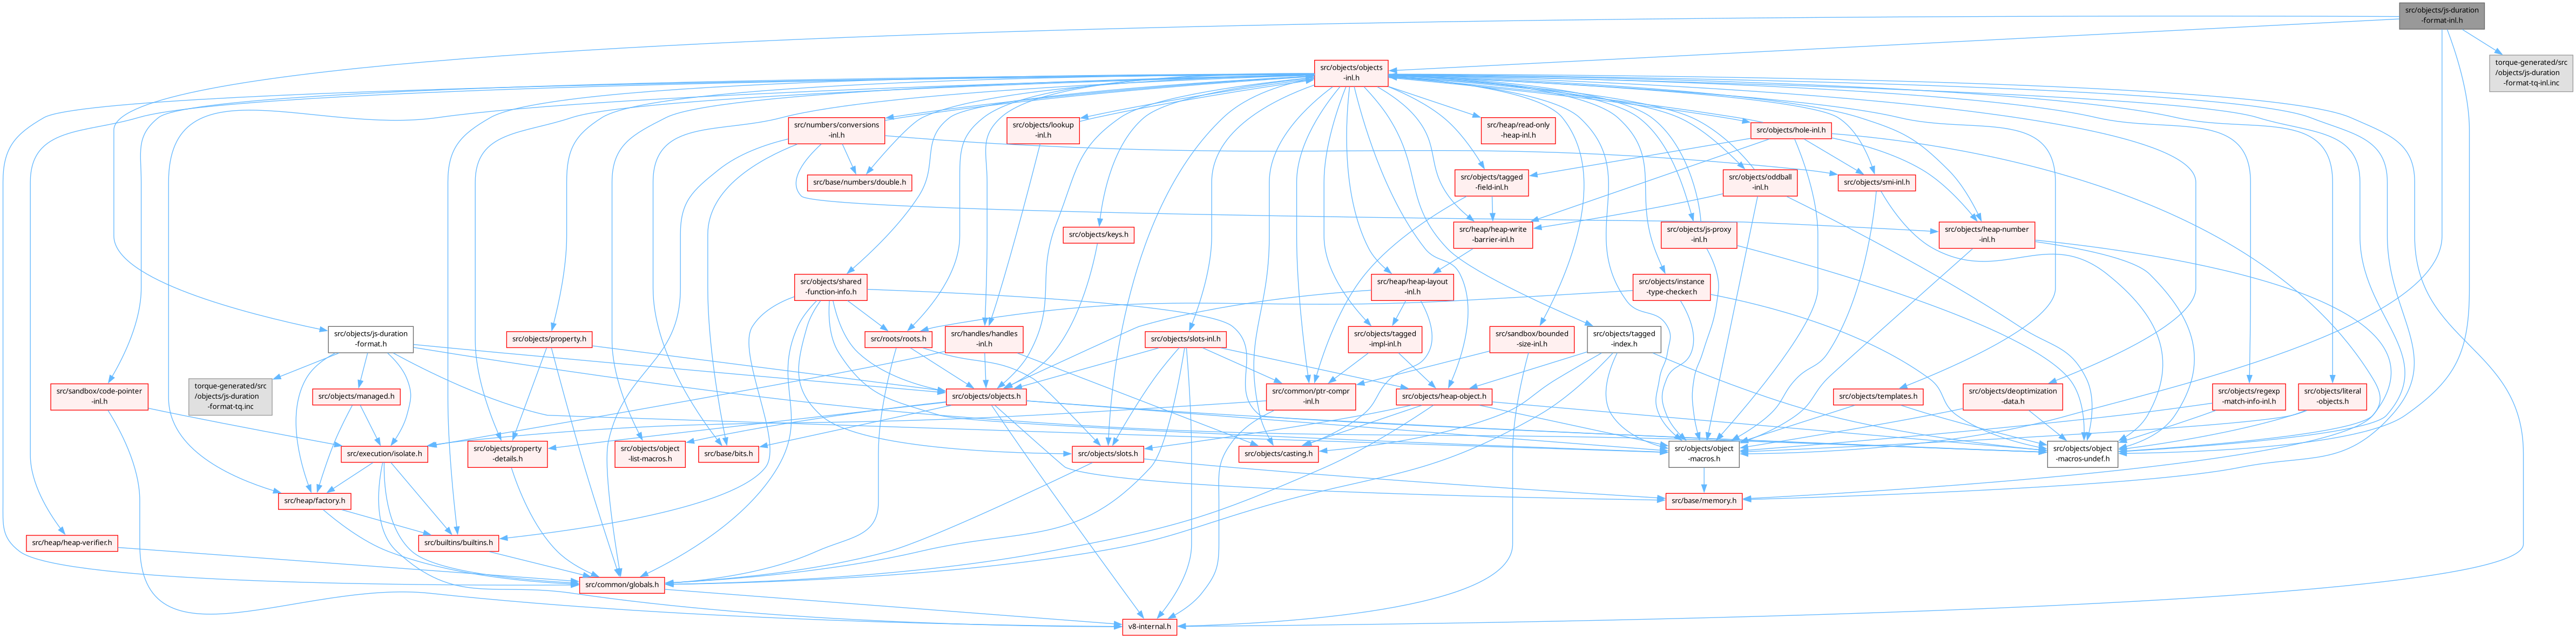 src/objects/js-duration
-format-inl.h
src/objects/objects
-inl.h
torque-generated/src
/objects/js-duration
-format-tq-inl.inc
src/numbers/conversions
-inl.h
src/objects/lookup
-inl.h
src/heap/read-only
-heap-inl.h
src/objects/hole-inl.h
src/base/numbers/double.h
src/objects/tagged
-field-inl.h
src/objects/oddball
-inl.h
src/objects/smi-inl.h
src/objects/keys.h
src/heap/heap-write
-barrier-inl.h
src/objects/js-proxy
-inl.h
src/objects/heap-number
-inl.h
src/objects/shared
-function-info.h
src/heap/heap-layout
-inl.h
src/objects/instance
-type-checker.h
src/objects/js-duration
-format.h
src/objects/property.h
src/roots/roots.h
src/handles/handles
-inl.h
src/objects/slots-inl.h
src/objects/tagged
-impl-inl.h
src/sandbox/bounded
-size-inl.h
src/objects/tagged
-index.h
src/sandbox/code-pointer
-inl.h
torque-generated/src
/objects/js-duration
-format-tq.inc
src/objects/managed.h
src/objects/objects.h
src/common/ptr-compr
-inl.h
src/objects/heap-object.h
src/objects/templates.h
src/objects/deoptimization
-data.h
src/objects/regexp
-match-info-inl.h
src/objects/literal
-objects.h
src/execution/isolate.h
src/objects/property
-details.h
src/objects/object
-list-macros.h
src/base/bits.h
src/objects/slots.h
src/objects/casting.h
src/objects/object
-macros.h
src/objects/object
-macros-undef.h
src/heap/factory.h
src/base/memory.h
src/heap/heap-verifier.h
src/builtins/builtins.h
src/common/globals.h
v8-internal.h